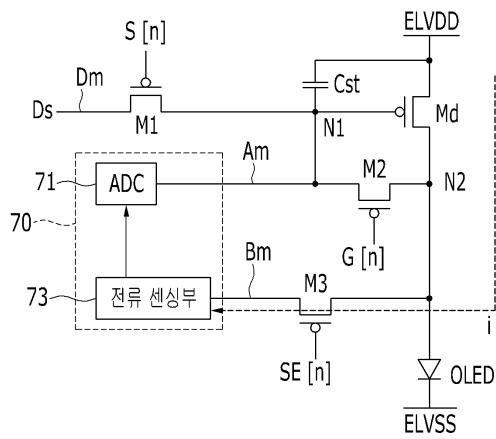 ELVDD
S [n]
Dm
Cst
Ds
Md
M1
N1
Am
M2
N2
71
ADC
70
G [n]
Bm
M3
73
전류 센싱부
i
SE [n]
OLED
ELVSS